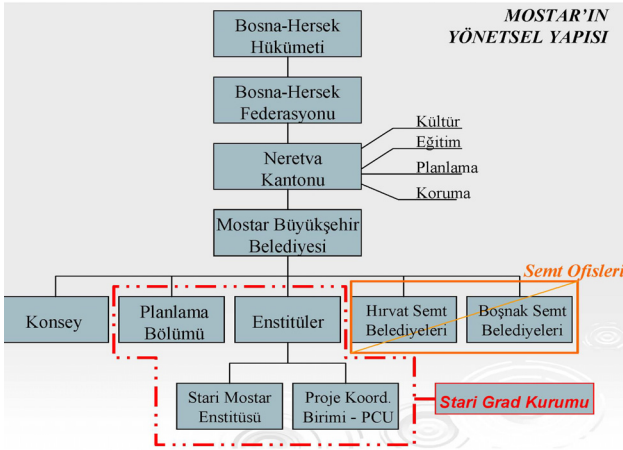 MOSTAR'IN
YÖNETSEL YAPISI
Bosna-Hersek
Hükümeti
Bosna-Hersek
Federasyonu
Neretva
Kantonu
Kültür
Eğitim
Planlama
Koruma
Mostar Büyükşehir
Belediyesi
Semt Ofisleri
Konsey
Planlama
Bölümü
Enstitüler
Hırvat Semt
Belediyeleri
Boşnak Semt
Belediyeleri
Stari Mostar
Enstitüsü
Proje Koord.
Birimi - PCU
Stari Grad Kurumu